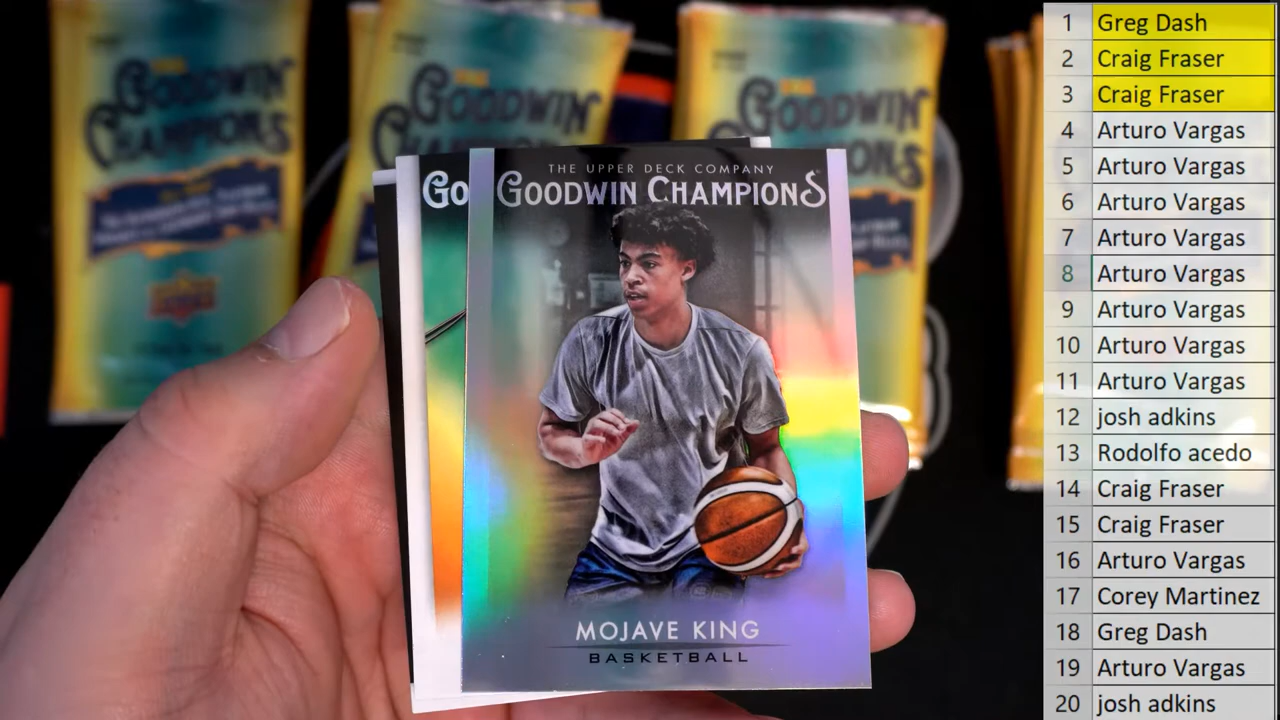 GOODWIN
CHAMPIONS
GOODWIN
CHAMPIONS
GOODWIN
GO
THE UPPER DECK COMPANY
GOODWIN CHAMPIONS
MOJAVE KING
BASKETBALL
1 Greg Dash
2 Craig Fraser
3 Craig Fraser
4 Arturo Vargas
5 Arturo Vargas
6 Arturo Vargas
7 Arturo Vargas
8 Arturo Vargas
9 Arturo Vargas
10 Arturo Vargas
11 Arturo Vargas
12 josh adkins
13 Rodolfo acedo
14 Craig Fraser
15 Craig Fraser
16 Arturo Vargas
17 Corey Martinez
18 Greg Dash
19 Arturo Vargas
20 josh adkins